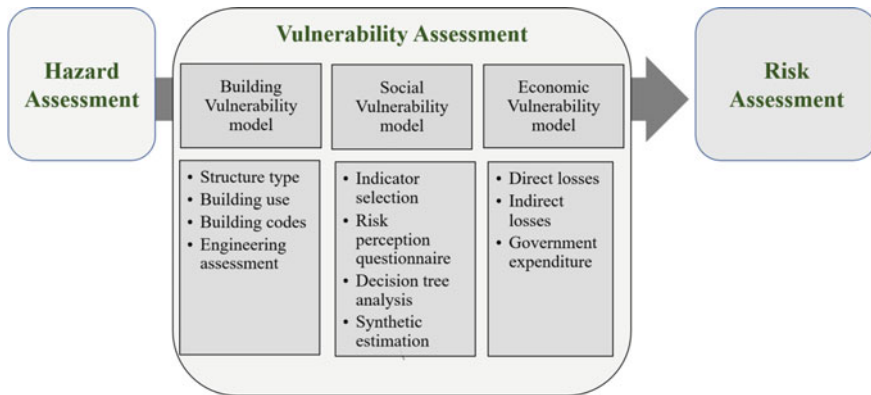 Hazard
Assessment
Vulnerability Assessment
Building
Vulnerability
model
• Structure type
• Building use
• Building codes
• Engineering
assessment
Social
Vulnerability
model
• Indicator
selection
• Risk
perception
questionnaire
• Decision tree
analysis
• Synthetic
estimation
Economic
Vulnerability
model
• Direct losses
• Indirect
losses
• Government
expenditure
Risk
Assessment